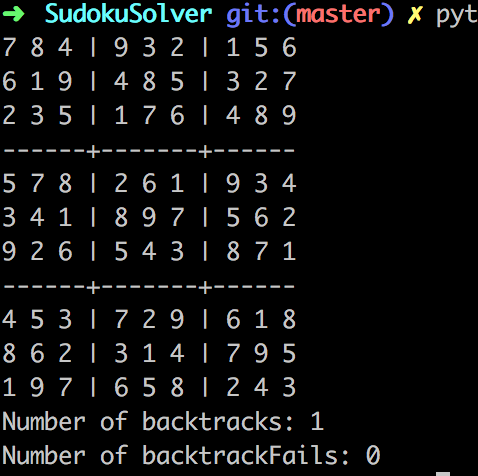 ➜ SudokuSolver git:(master) ✗ pyt
7 8 4 | 9 3 2 | 1 5 6
6 1 9 | 4 8 5 | 3 2 7
2 3 5 | 1 7 6 | 4 8 9
------+-------+------
5 7 8 | 2 6 1 | 9 3 4
3 4 1 | 8 9 7 | 5 6 2
9 2 6 | 5 4 3 | 8 7 1
------+-------+------
4 5 3 | 7 2 9 | 6 1 8
8 6 2 | 3 1 4 | 7 9 5
1 9 7 | 6 5 8 | 2 4 3
Number of backtracks: 1
Number of backtrackFails: 0